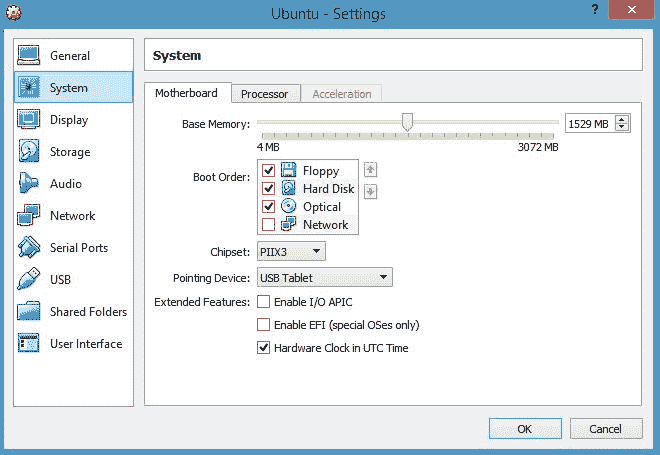 Ubuntu - Settings
?
General
System
Display
Storage
Audio
Network
Serial Ports
USB
Shared Folders
User Interface
System
Motherboard Processor Acceleration
Base Memory: 1529 MB
4 MB 3072 MB
Boot Order: Floppy
Hard Disk
Optical
Network
Chipset: PIIX3
Pointing Device: USB Tablet
Extended Features: Enable I/O APIC
Enable EFI (special OSes only)
Hardware Clock in UTC Time
OK Cancel